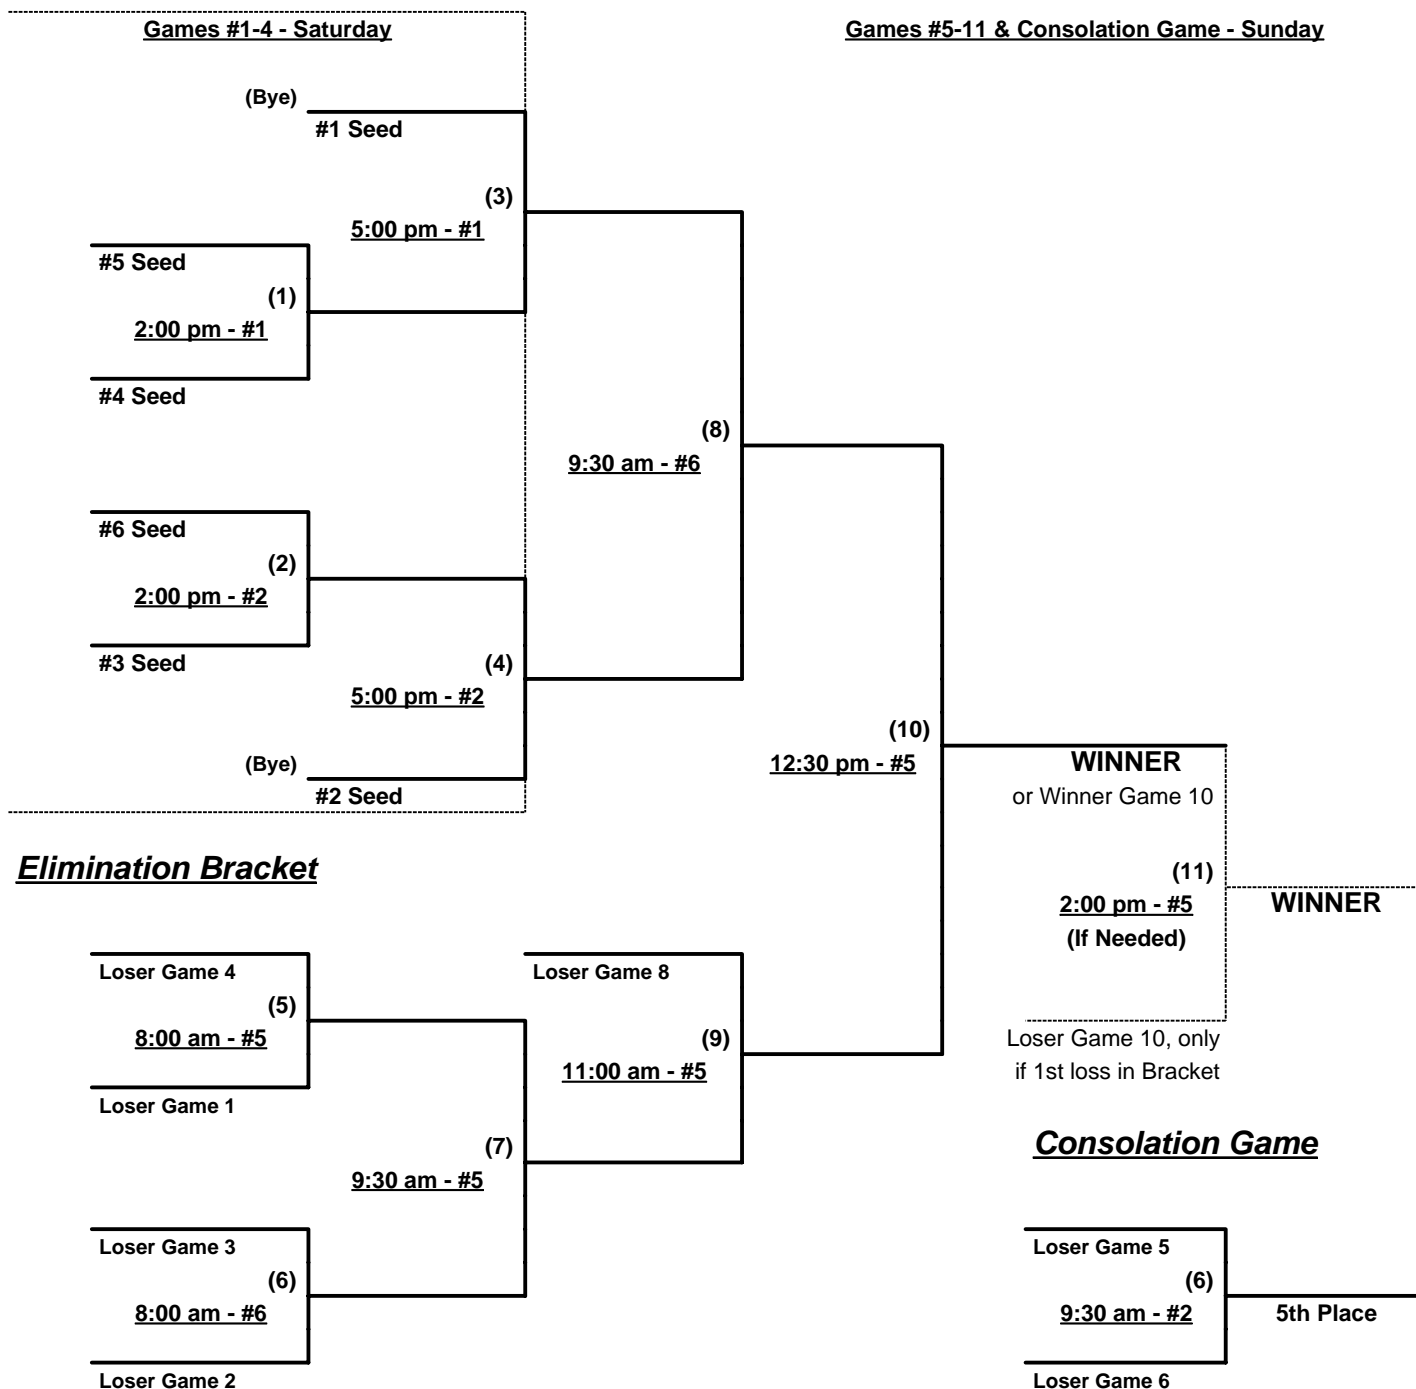 Games #1-4 - Saturday
Games #5-11 & Consolation Game - Sunday
(Bye)
#1 Seed
(3)
5:00 pm - #1
#5 Seed
(1)
2:00 pm - #1
#4 Seed
(8)
9:30 am - #6
#6 Seed
(2)
2:00 pm - #2
#3 Seed
(4)
5:00 pm - #2
(Bye)
#2 Seed
(10)
12:30 pm - #5
WINNER
or Winner Game 10
(11)
2:00 pm - #5
(If Needed)
WINNER
Loser Game 10, only
if 1st loss in Bracket
Elimination Bracket
Loser Game 4
(5)
8:00 am - #5
Loser Game 1
Loser Game 8
(9)
11:00 am - #5
(7)
9:30 am - #5
Loser Game 3
(6)
8:00 am - #6
Loser Game 2
Consolation Game
Loser Game 5
(6)
9:30 am - #2
5th Place
Loser Game 6